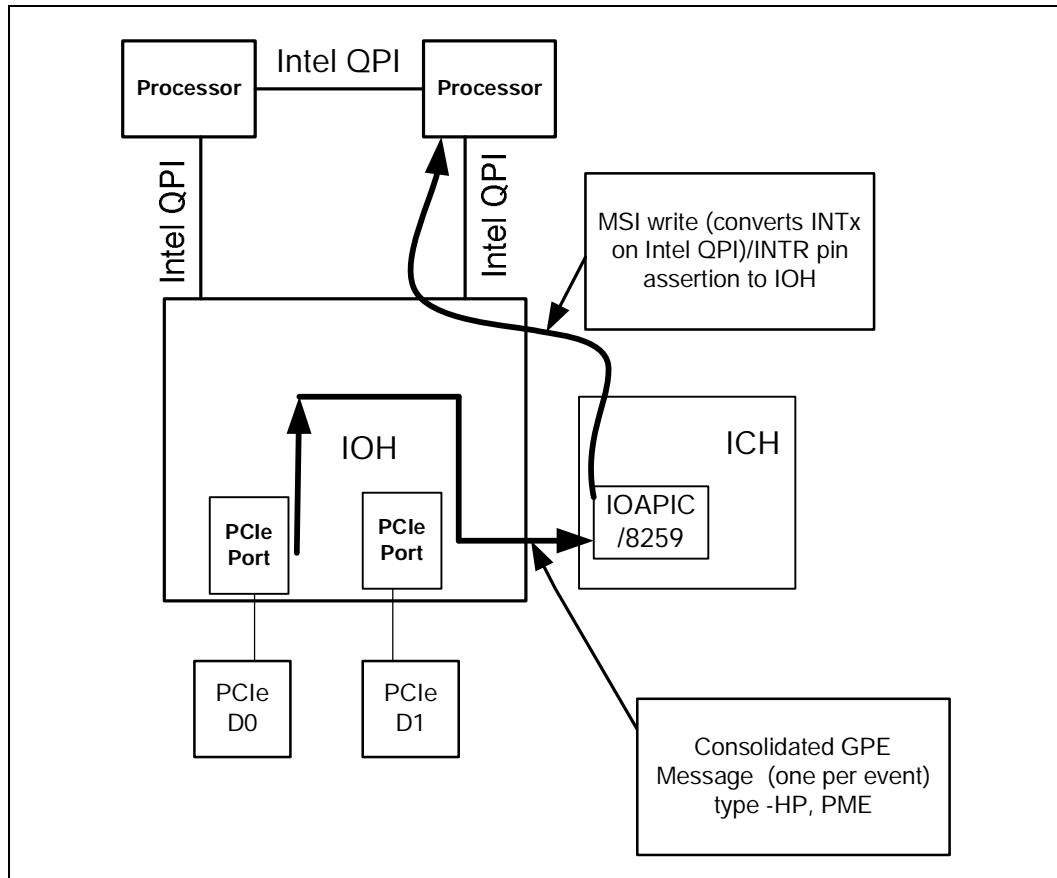 Intel QPI
Processor
Processor
Intel QPI
Intel QPI
MSI write (converts INTx
on Intel QPI)/INTR pin
assertion to IOH
IOH
ICH
PCIe
Port
PCIe
Port
IOAPIC
/8259
PCIe
D0
PCIe
D1
Consolidated GPE
Message (one per event)
type -HP, PME